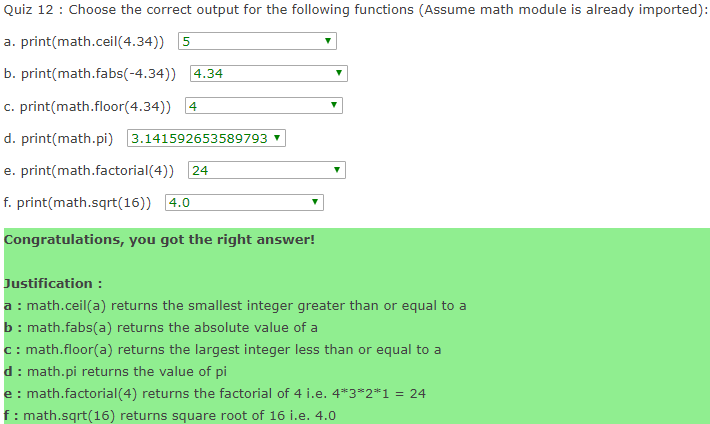 Quiz 12 : Choose the correct output for the following functions (Assume math module is already imported):
a. print(math.ceil(4.34)) 5
b. print(math.fabs(-4.34)) 4.34
c. print(math.floor(4.34)) 4
d. print(math.pi) 3.141592653589793
e. print(math.factorial(4)) 24
f. print(math.sqrt(16)) 4.0
Congratulations, you got the right answer!
Justification :
a : math.ceil(a) returns the smallest integer greater than or equal to a
b : math.fabs(a) returns the absolute value of a
c : math.floor(a) returns the largest integer less than or equal to a
d : math.pi returns the value of pi
e : math.factorial(4) returns the factorial of 4 i.e. 4*3*2*1 = 24
f : math.sqrt(16) returns square root of 16 i.e. 4.0